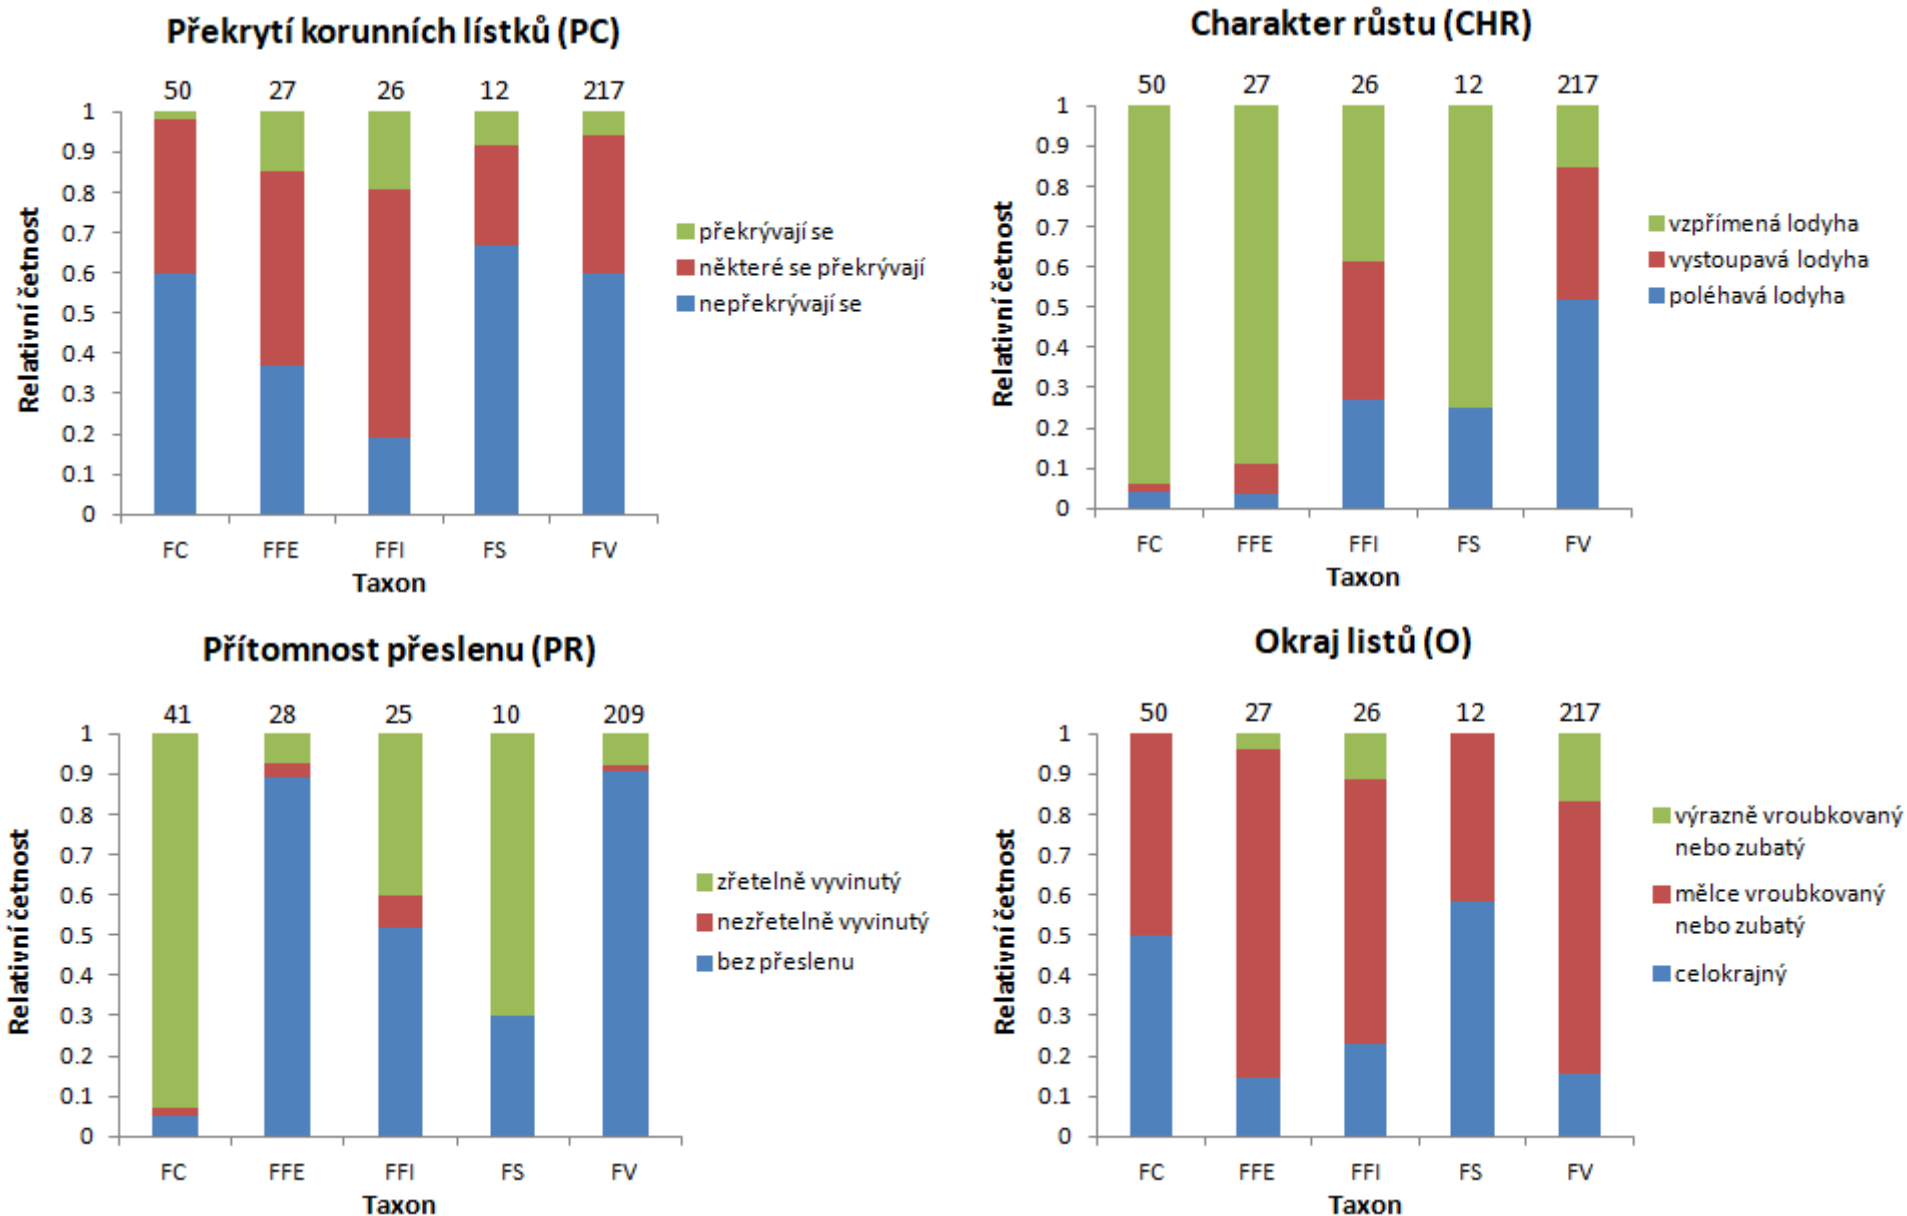 Překrytí korunních lístků (PC)
50 27 26 12 217
1
0.9
0.8
0.7
0.6
0.5
0.4
0.3
0.2
0.1
0
Relativní četnost
FC FFE FFI FS FV
Taxon
překrývají se
některé se překrývají
nepřekrývají se
Charakter růstu (CHR)
50 27 26 12 217
1
0.9
0.8
0.7
0.6
0.5
0.4
0.3
0.2
0.1
0
Relativní četnost
FC FFE FFI FS FV
Taxon
vzpřímená lodyha
vystoupavá lodyha
poléhavá lodyha
Přítomnost přeslenu (PR)
41 28 25 10 209
1
0.9
0.8
0.7
0.6
0.5
0.4
0.3
0.2
0.1
0
Relativní četnost
FC FFE FFI FS FV
Taxon
zřetelně vyvinutý
nezřetelně vyvinutý
bez přeslenu
Okraj listů (O)
50 27 26 12 217
1
0.9
0.8
0.7
0.6
0.5
0.4
0.3
0.2
0.1
0
Relativní četnost
FC FFE FFI FS FV
Taxon
výrazně vroubkovaný
nebo zubatý
mělce vroubkovaný
nebo zubatý
celokrajný